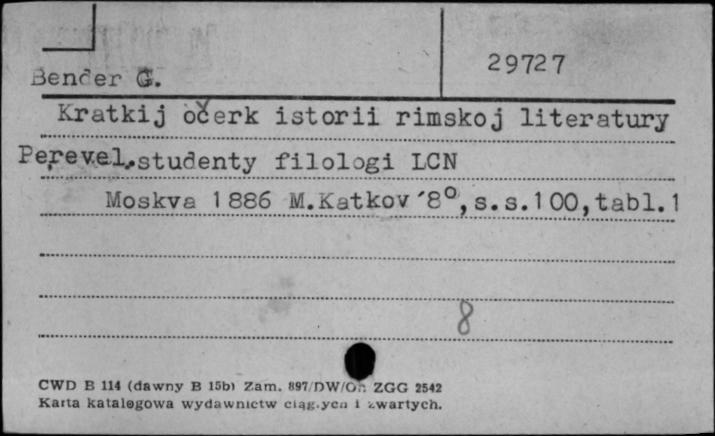 29727
Bender G.
Kratkij očerk istorii rimskoj literatury
Perevel.studenty filologi LCN
Moskva 1886 M.Katkov '8°,s.s.100,tabl.1
8
CWD B 114 (dawny B 15b) Zam. 897/DW/ ZGG 2542
Karta katalogowa wydawnictw ciągłych i zwartych.